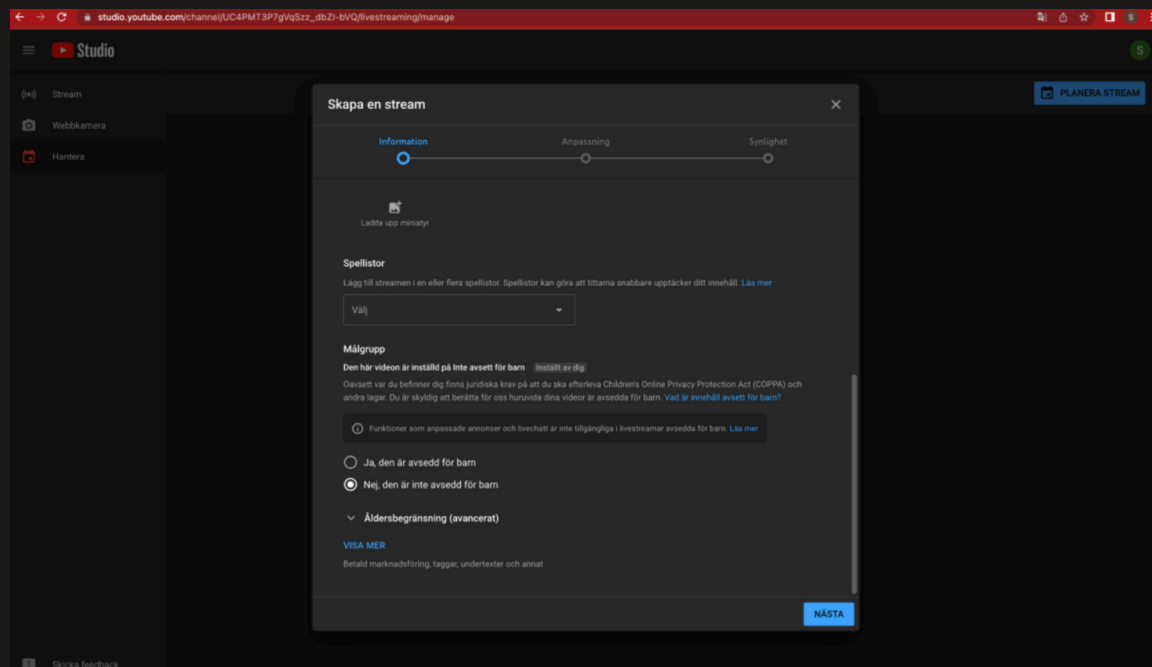 studio.youtube.com/channel/UC4PMT3P7gVqSzz_dbZI-bVQ/livestreaming/manage
S
Studio
S
Stream
Webbkamera
Hantera
PLANERA STREAM
Skapa en stream
Information
Anpassning
Synlighet
Ladda upp miniatyr
Spellistor
Lägg till streamen i en eller flera spellistor. Spellistor kan göra att tittarna snabbare upptäcker ditt innehåll. Läs mer
Välj
Målgrupp
Den här videon är inställd på Inte avsett för barn Inställt av dig
Oavsett var du befinner dig finns juridiska krav på att du ska efterleva Children's Online Privacy Protection Act (COPPA) och
andra lagar. Du är skyldig att berätta för oss huruvida dina videor är avsedda för barn. Vad är innehåll avsett för barn?
Funktioner som anpassade annonser och livechatt är inte tillgängliga i livestreamar avsedda för barn. Läs mer
Ja, den är avsedd för barn
Nej, den är inte avsedd för barn
Åldersbegränsning (avancerat)
VISA MER
Betald marknadsföring, taggar, undertexter och annat
NÄSTA
Skicka feedback